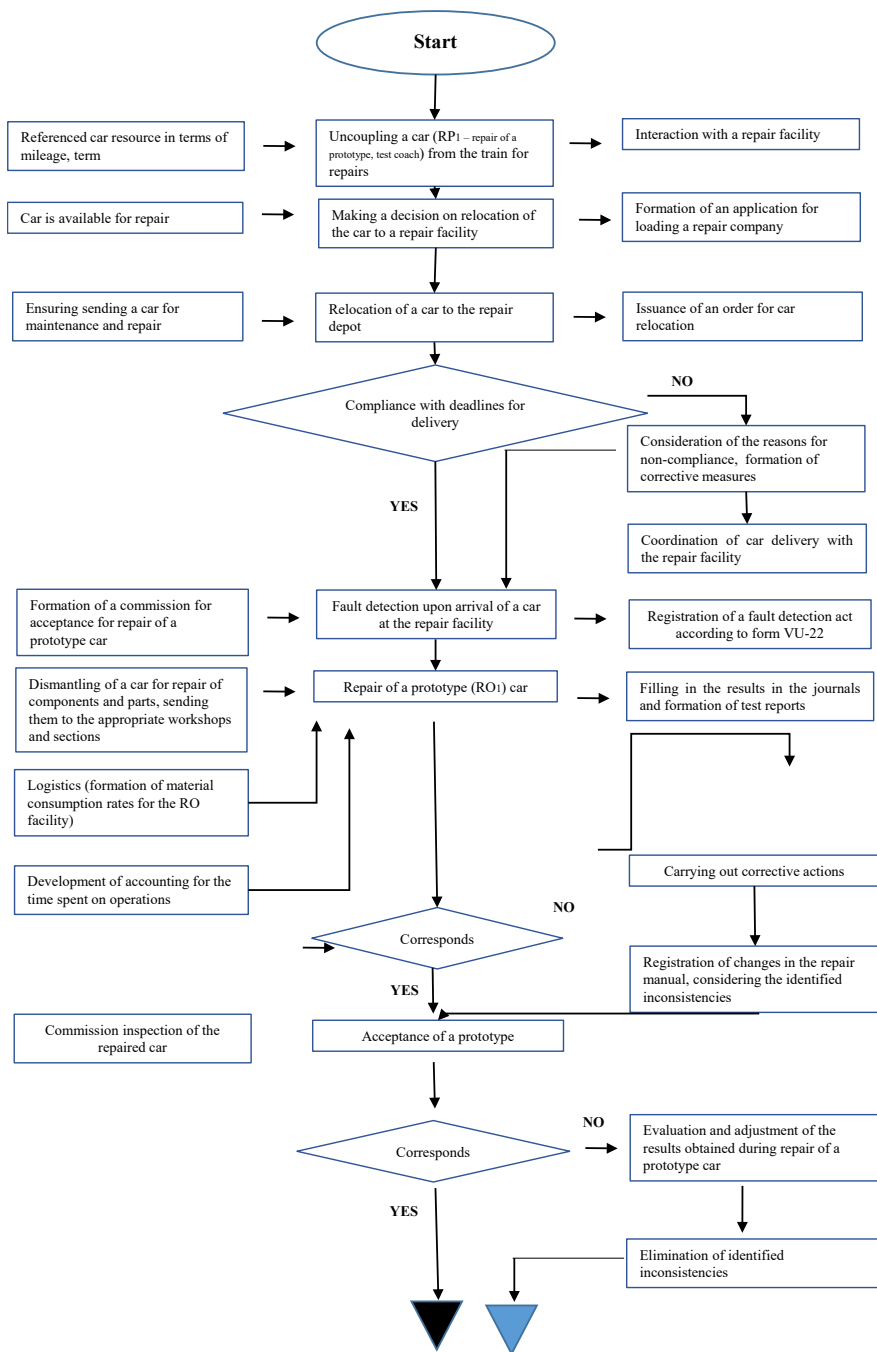 Start
Referenced car resource in terms of
mileage, term
Uncoupling a car (RP1 – repair of a
prototype, test coach) from the train for
repairs
Interaction with a repair facility
Car is available for repair
Making a decision on relocation of
the car to a repair facility
Formation of an application for
loading a repair company
Ensuring sending a car for
maintenance and repair
Relocation of a car to the repair
depot
Issuance of an order for car
relocation
Compliance with deadlines for
delivery
NO
Consideration of the reasons for
non-compliance, formation of
corrective measures
YES
Coordination of car delivery with
the repair facility
Formation of a commission for
acceptance for repair of a
prototype car
Fault detection upon arrival of a car
at the repair facility
Registration of a fault detection act
according to form VU-22
Dismantling of a car for repair of
components and parts, sending
them to the appropriate workshops
and sections
Repair of a prototype (RO1) car
Filling in the results in the journals
and formation of test reports
Logistics (formation of material
consumption rates for the RO
facility)
Development of accounting for the
time spent on operations
Carrying out corrective actions
NO
Corresponds
Registration of changes in the repair
manual, considering the identified
inconsistencies
YES
Commission inspection of the
repaired car
Acceptance of a prototype
NO
Corresponds
Evaluation and adjustment of the
results obtained during repair of a
prototype car
YES
Elimination of identified
inconsistencies